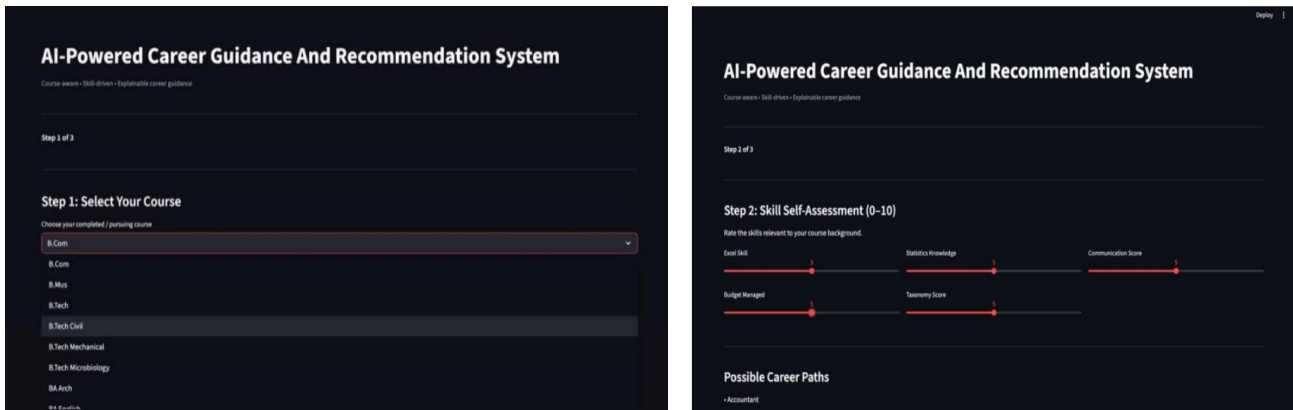 AI-Powered Career Guidance And Recommendation System
Course-aware • Skill-driven • Explainable career guidance
Step 1 of 3
Step 1: Select Your Course
Choose your completed / pursuing course
B.Com
B.Com
B.Mus
B.Tech
B.Tech Civil
B.Tech Mechanical
B.Tech Microbiology
BA Arch
BA English
Deploy
AI-Powered Career Guidance And Recommendation System
Course-aware • Skill-driven • Explainable career guidance
Step 2 of 3
Step 2: Skill Self-Assessment (0–10)
Rate the skills relevant to your course background.
Excel Skill Statistics Knowledge Communication Score
5 5 5
Budget Managed Taxonomy Score
5 5
Possible Career Paths
• Accountant